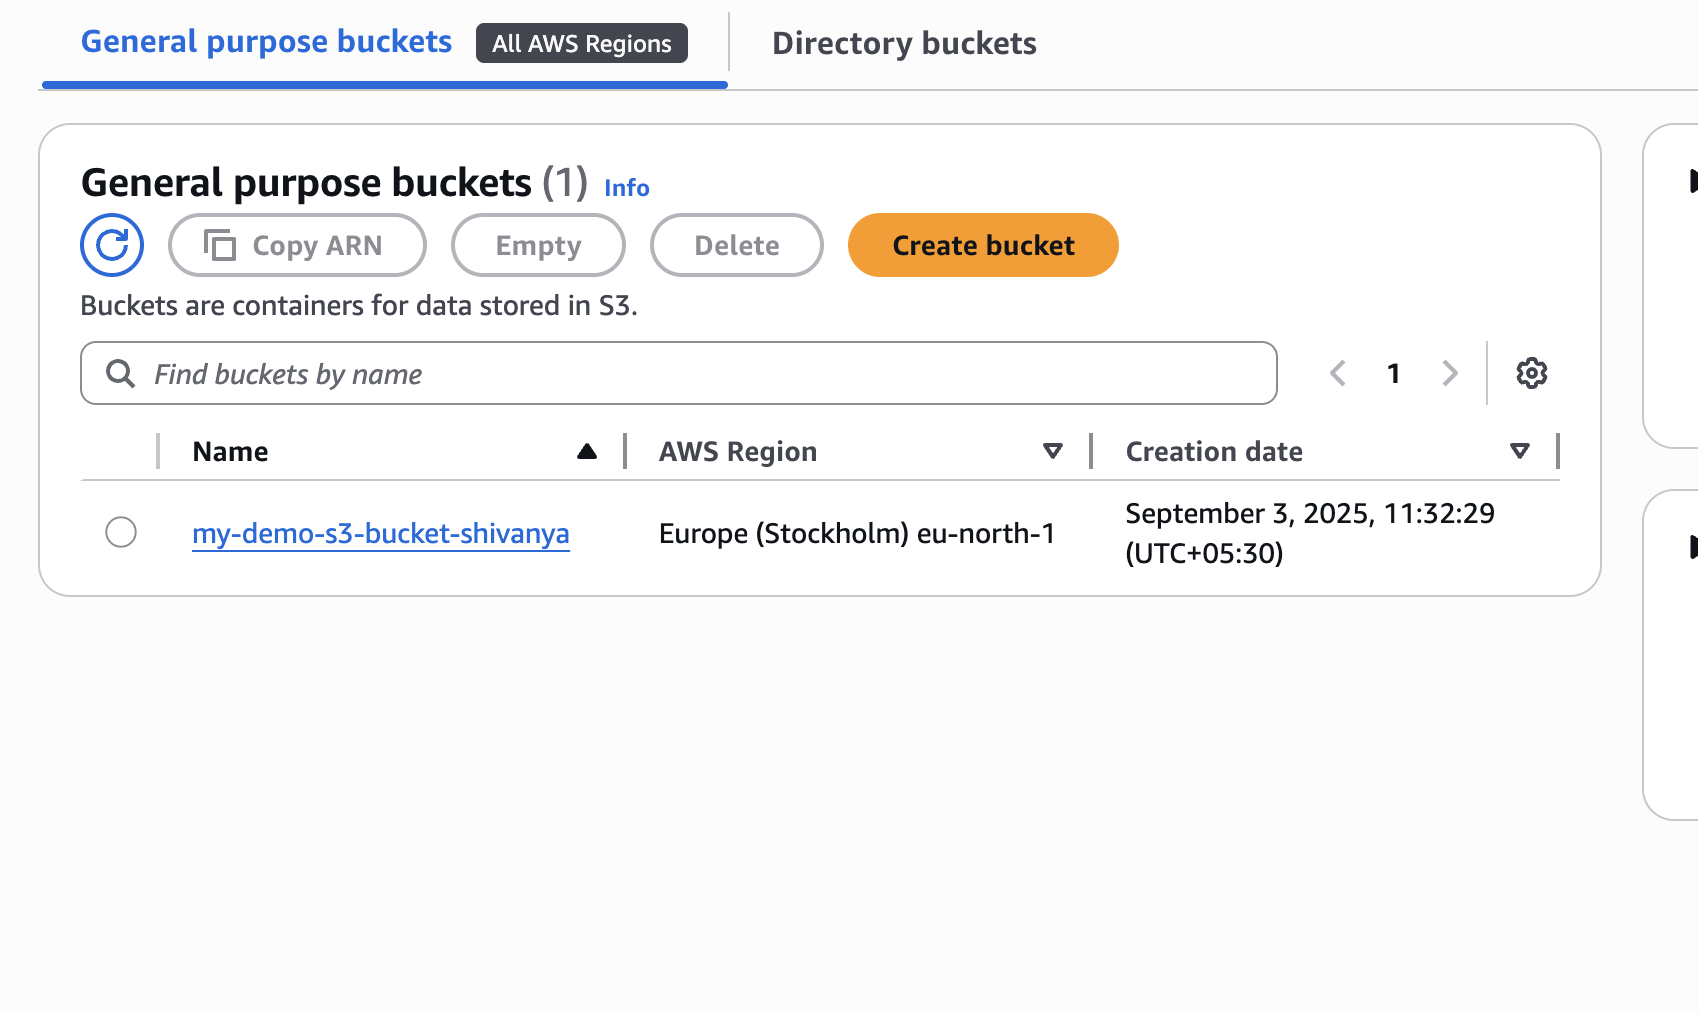 General purpose buckets All AWS Regions Directory buckets
General purpose buckets (1) Info
Copy ARN Empty Delete Create bucket
Buckets are containers for data stored in S3.
Find buckets by name 1
Name AWS Region Creation date
my-demo-s3-bucket-shivanya Europe (Stockholm) eu-north-1 September 3, 2025, 11:32:29
(UTC+05:30)